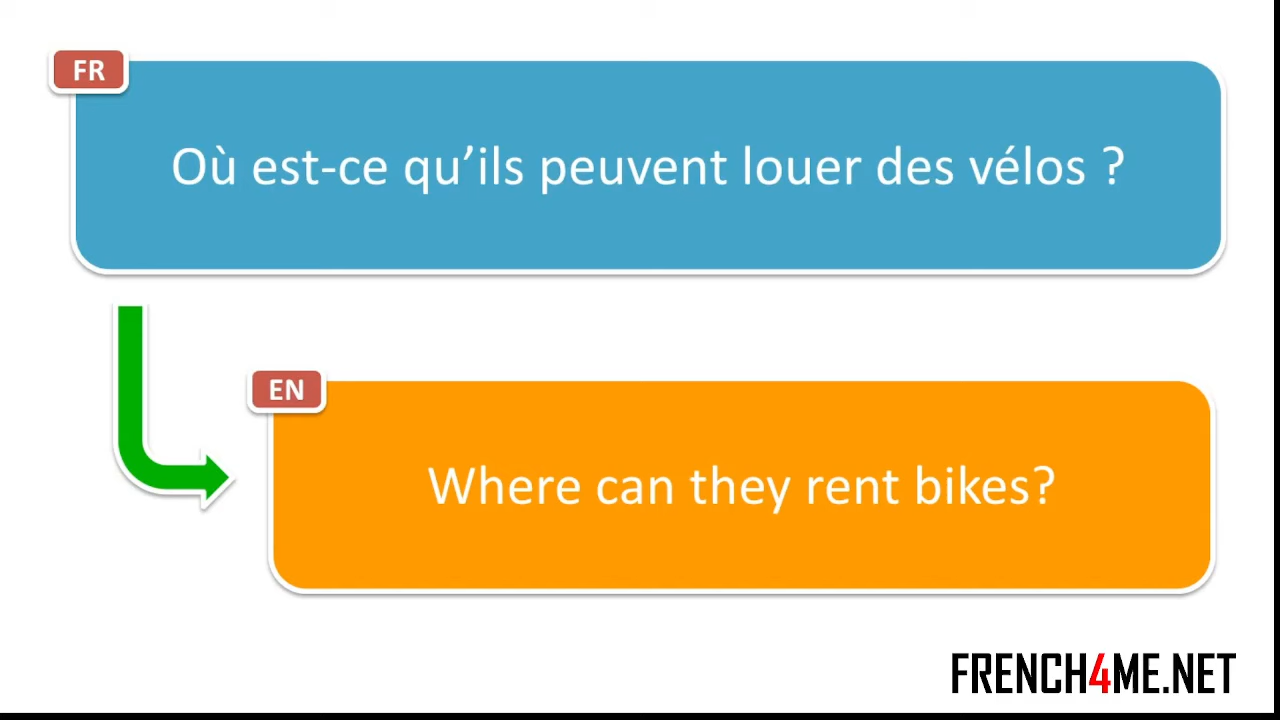 FR
Où est-ce qu’ils peuvent louer des vélos ?
EN
Where can they rent bikes?
FRENCH4ME.NET